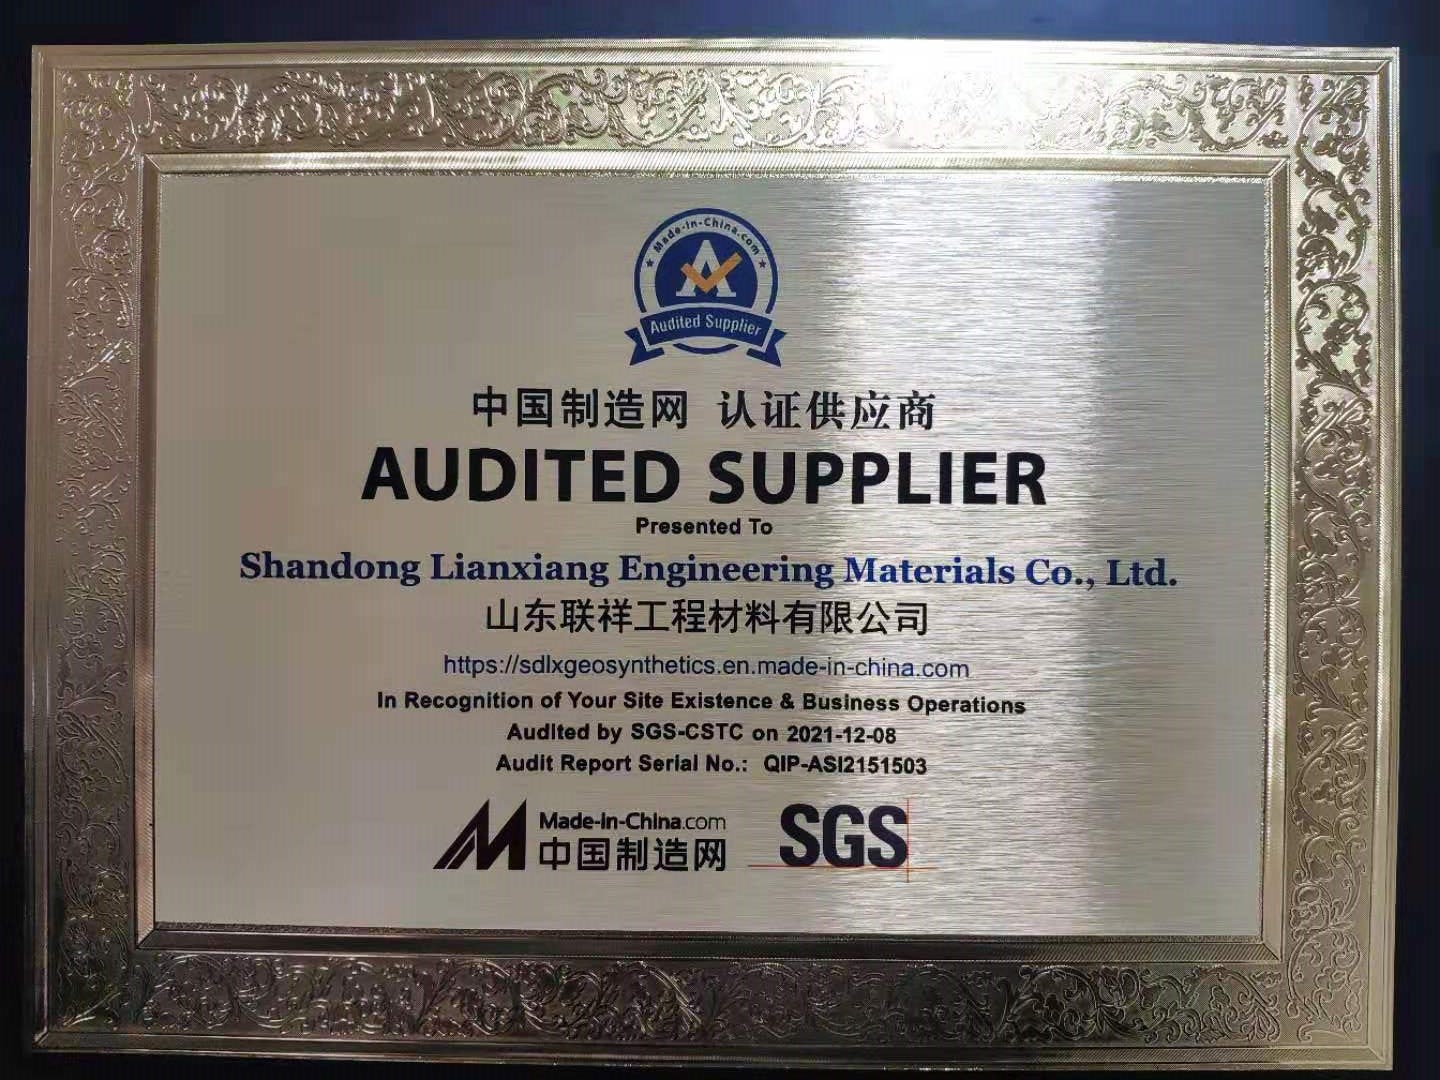 Made-in-China.com
A
Audited Supplier
中国制造网 认证供应商
AUDITED SUPPLIER
Presented To
Shandong Lianxiang Engineering Materials Co., Ltd.
山东联祥工程材料有限公司
https://sdlxgeosynthetics.en.made-in-china.com
In Recognition of Your Site Existence & Business Operations
Audited by SGS-CSTC on 2021-12-08
Audit Report Serial No.: QIP-ASI2151503
Made-in-China.com
中国制造网
SGS